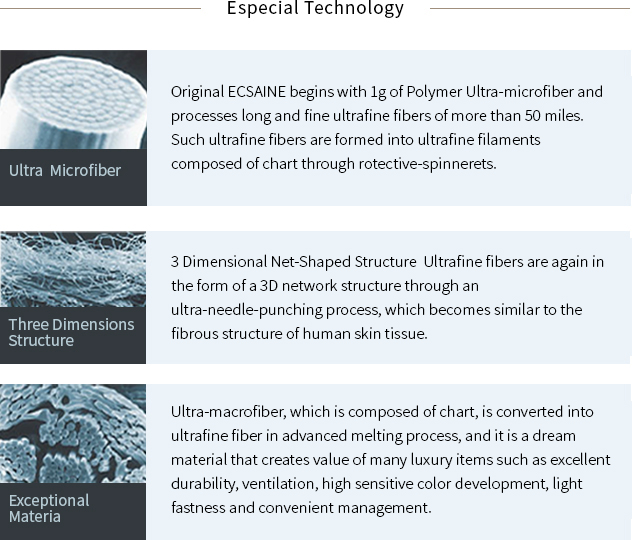 Especial Technology
Original ECSAINE begins with 1g of Polymer Ultra-microfiber and
processes long and fine ultrafine fibers of more than 50 miles.
Such ultrafine fibers are formed into ultrafine filaments
composed of chart through rotective-spinnerets.
Ultra Microfiber
3 Dimensional Net-Shaped Structure Ultrafine fibers are again in
the form of a 3D network structure through an
ultra-needle-punching process, which becomes similar to the
fibrous structure of human skin tissue.
Three Dimensions
Structure
Ultra-macrofiber, which is composed of chart, is converted into
ultrafine fiber in advanced melting process, and it is a dream
material that creates value of many luxury items such as excellent
durability, ventilation, high sensitive color development, light
fastness and convenient management.
Exceptional
Materia